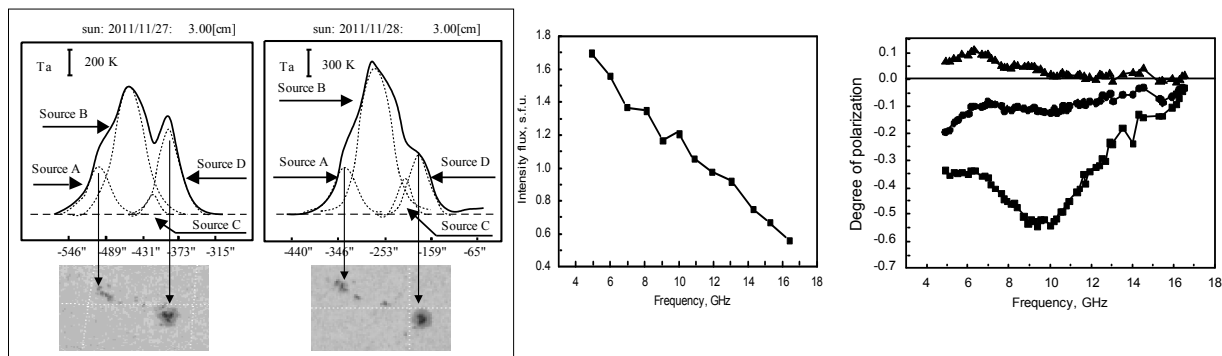 sun: 2011/11/27: 3.00[cm]
Ta 200 K
Source B
Source A
Source D
Source C
-546" -489" -431" -373" -315"
sun: 2011/11/28: 3.00[cm]
Ta 300 K
Source B
Source A
Source D
Source C
-440" -346" -253" -159" -65"
Intensity flux, s.f.u.
1.8
1.6
1.4
1.2
1.0
0.8
0.6
0.4
4 6 8 10 12 14 16 18
Frequency, GHz
Degree of polarization
0.1
0.0
-0.1
-0.2
-0.3
-0.4
-0.5
-0.6
-0.7
4 6 8 10 12 14 16 18
Frequency, GHz